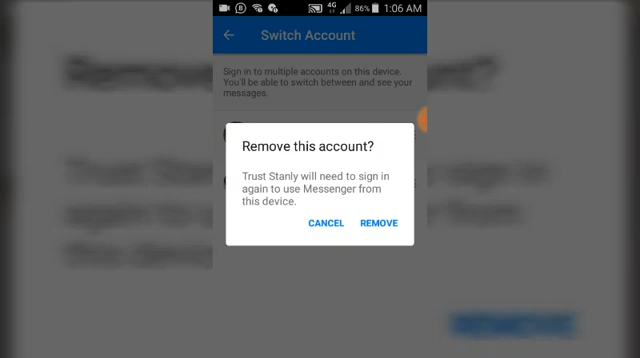 4G 86% 1:06 AM
Switch Account
Sign in to multiple accounts on this device.
You'll be able to switch between and see your
messages.
Remove this account?
Trust Stanly will need to sign in
again to use Messenger from
this device.
CANCEL REMOVE